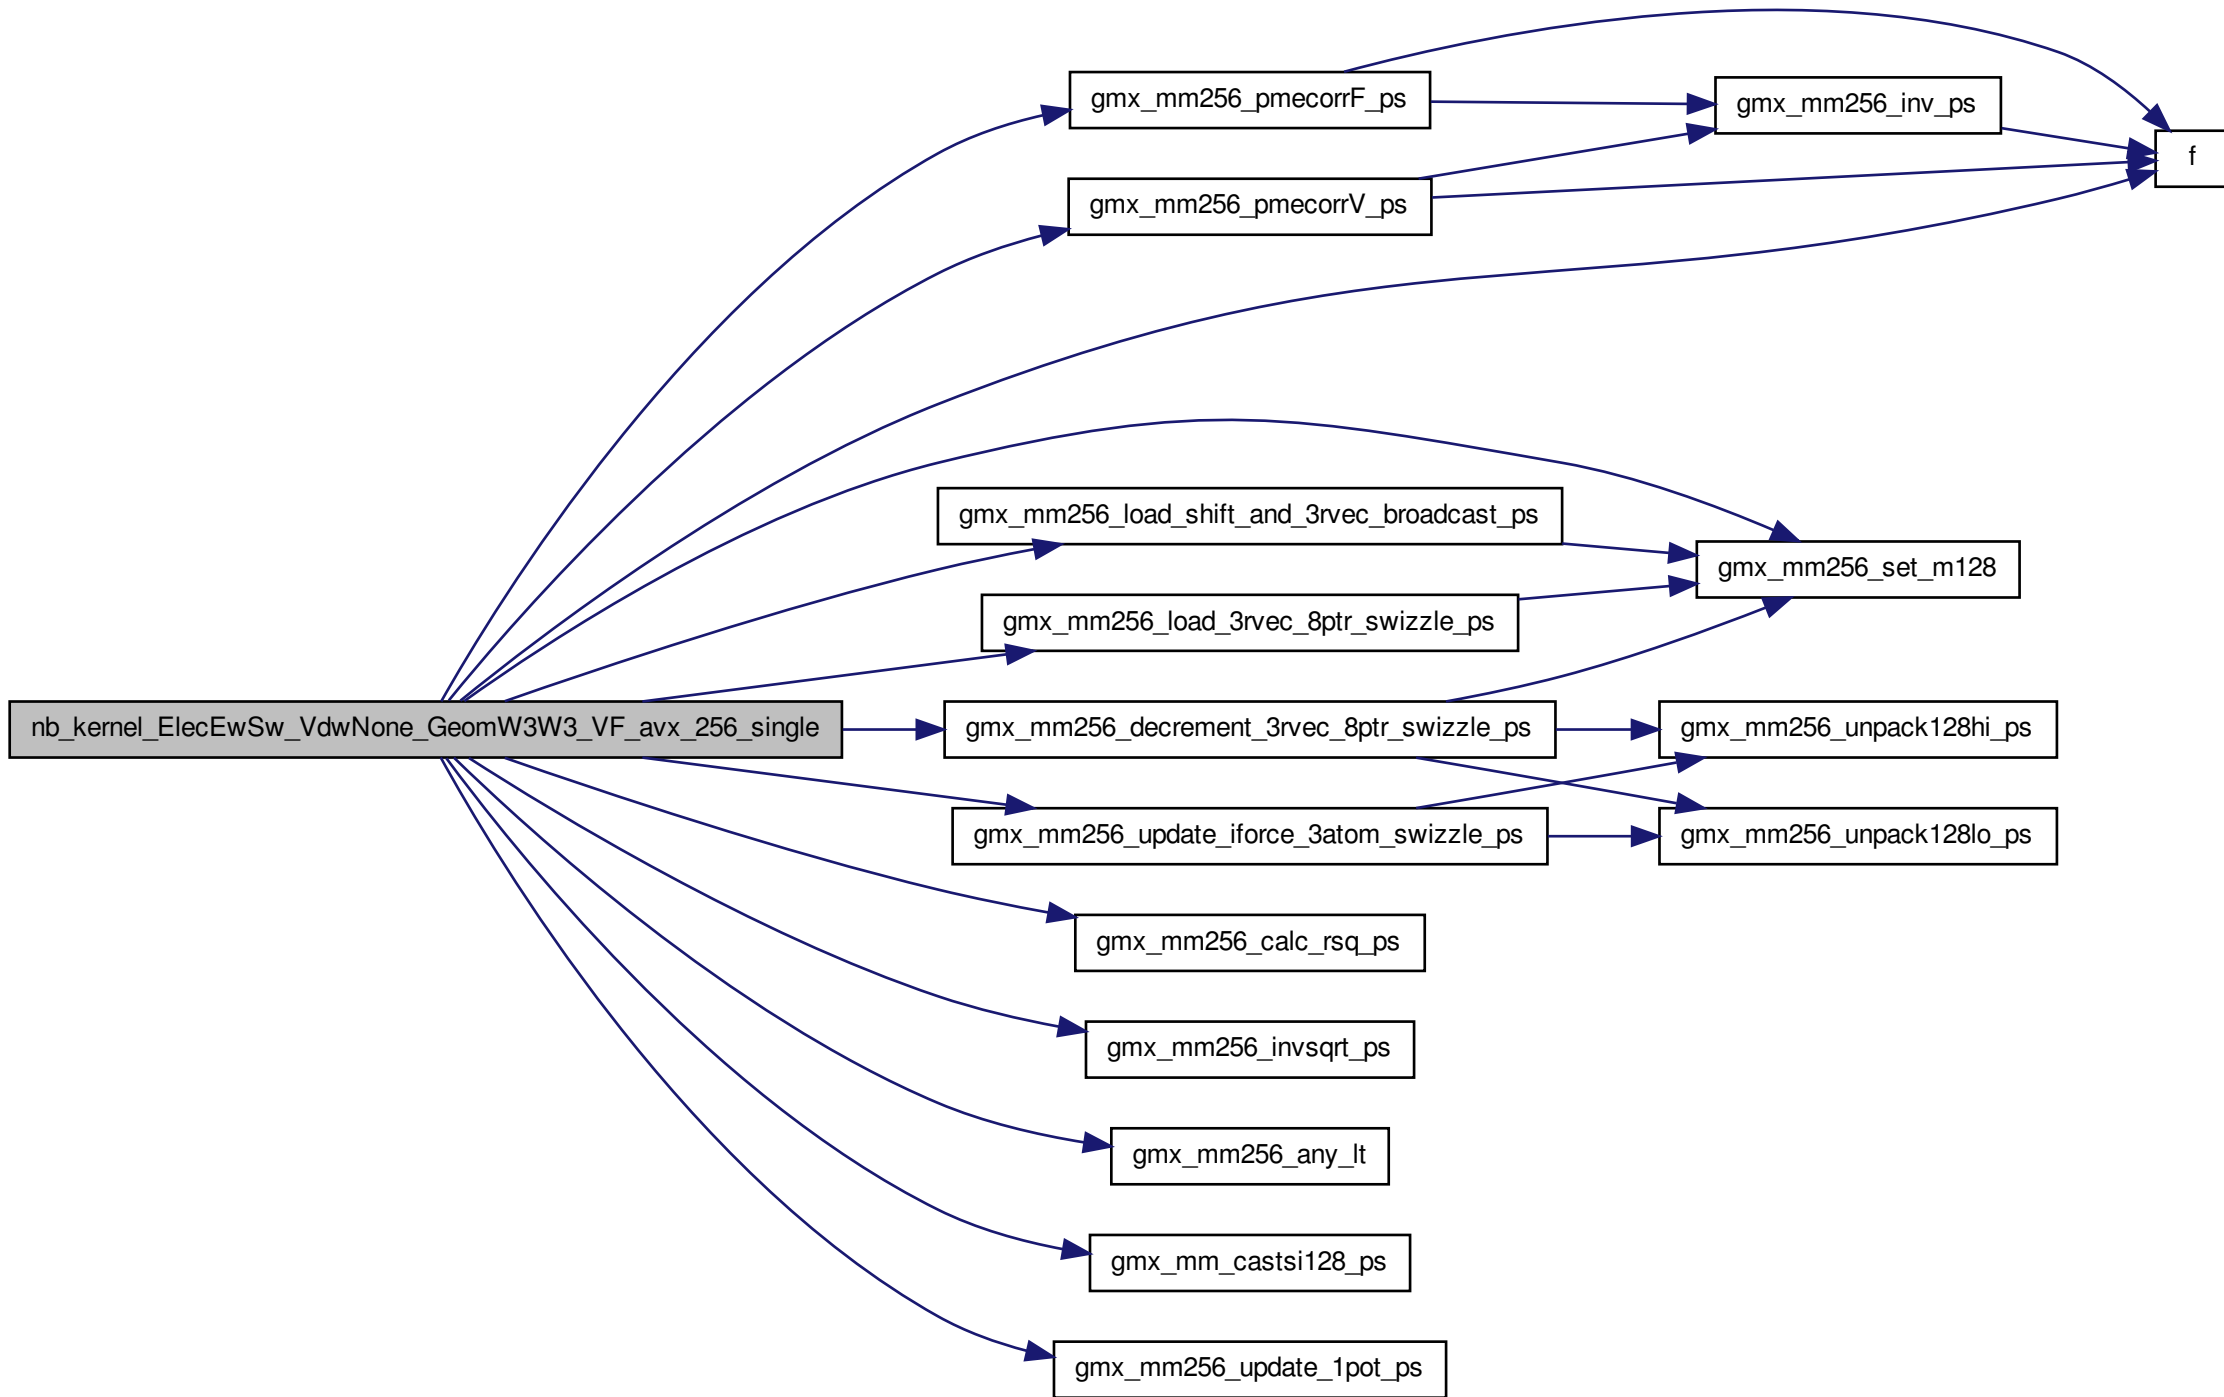 gmx_mm256_pmecorrF_ps
gmx_mm256_inv_ps
f
gmx_mm256_pmecorrV_ps
gmx_mm256_load_shift_and_3rvec_broadcast_ps
gmx_mm256_set_m128
gmx_mm256_load_3rvec_8ptr_swizzle_ps
nb_kernel_ElecEwSw_VdwNone_GeomW3W3_VF_avx_256_single
gmx_mm256_decrement_3rvec_8ptr_swizzle_ps
gmx_mm256_unpack128hi_ps
gmx_mm256_update_iforce_3atom_swizzle_ps
gmx_mm256_unpack128lo_ps
gmx_mm256_calc_rsq_ps
gmx_mm256_invsqrt_ps
gmx_mm256_any_lt
gmx_mm_castsi128_ps
gmx_mm256_update_1pot_ps